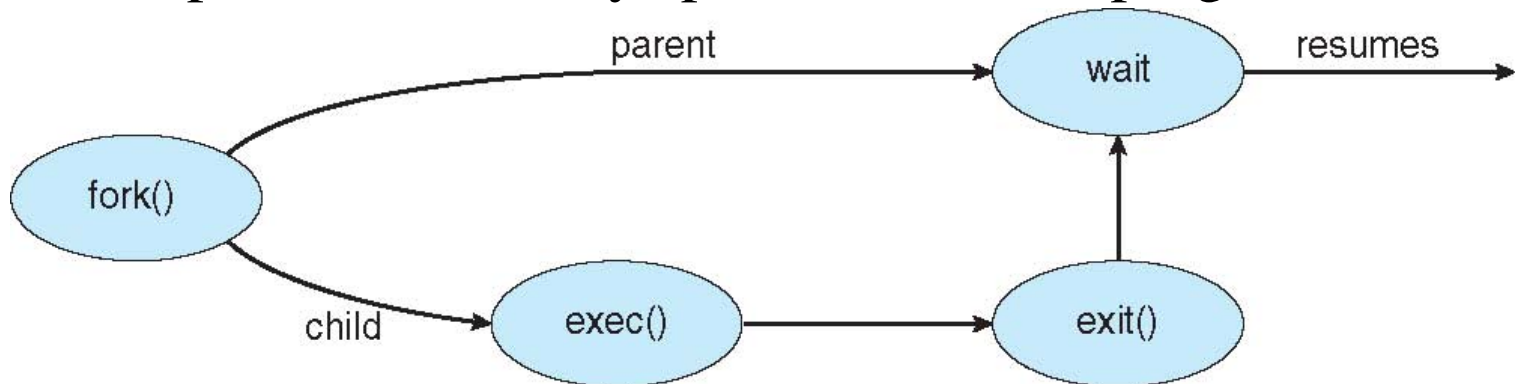 parent
wait
resumes
fork()
child
exec()
exit()